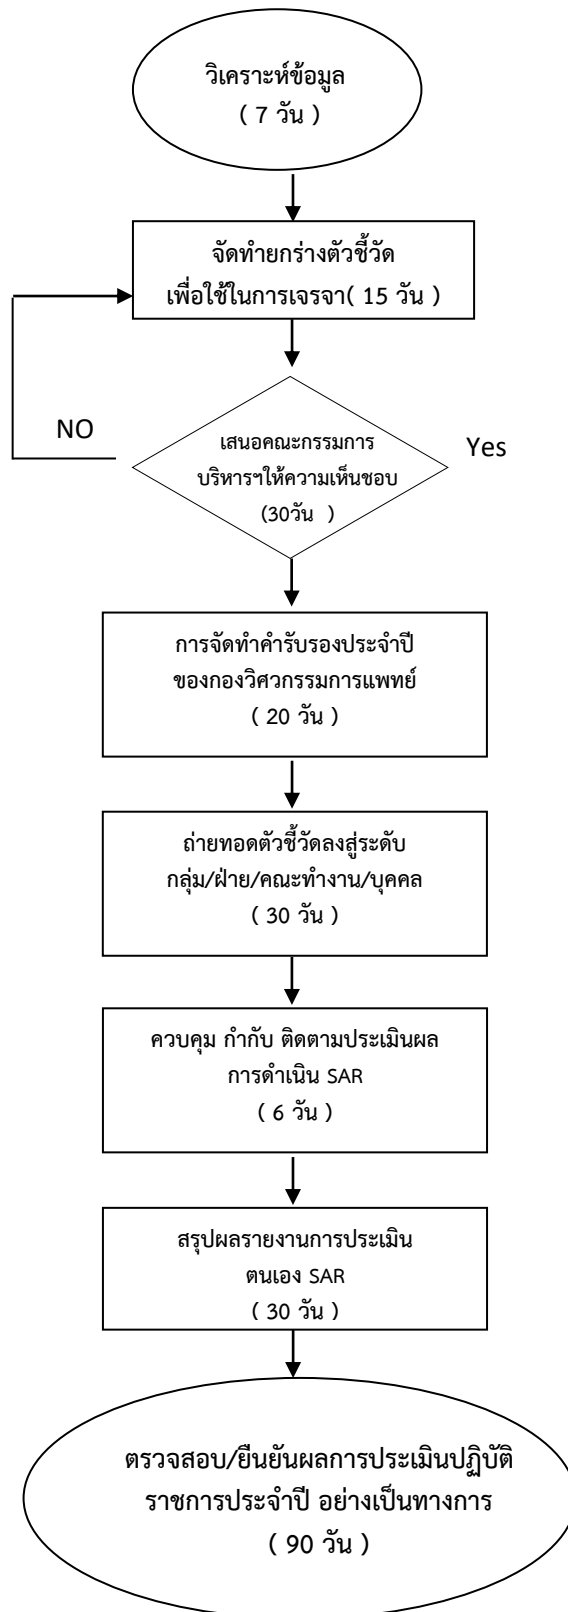 วิเคราะห์ข้อมูล
( 7 วัน )
จัดทำยกร่างตัวชี้วัด
เพื่อใช้ในการเจรจา( 15 วัน )
NO
เสนอคณะกรรมการ
บริหารฯให้ความเห็นชอบ
(30วัน )
Yes
การจัดทำคำรับรองประจำปี
ของกองวิศวกรรมการแพทย์
( 20 วัน )
ถ่ายทอดตัวชี้วัดลงสู่ระดับ
กลุ่ม/ฝ่าย/คณะทำงาน/บุคคล
( 30 วัน )
ควบคุม กำกับ ติดตามประเมินผล
การดำเนิน SAR
( 6 วัน )
สรุปผลรายงานการประเมิน
ตนเอง SAR
( 30 วัน )
ตรวจสอบ/ยืนยันผลการประเมินปฏิบัติ
ราชการประจำปี อย่างเป็นทางการ
( 90 วัน )